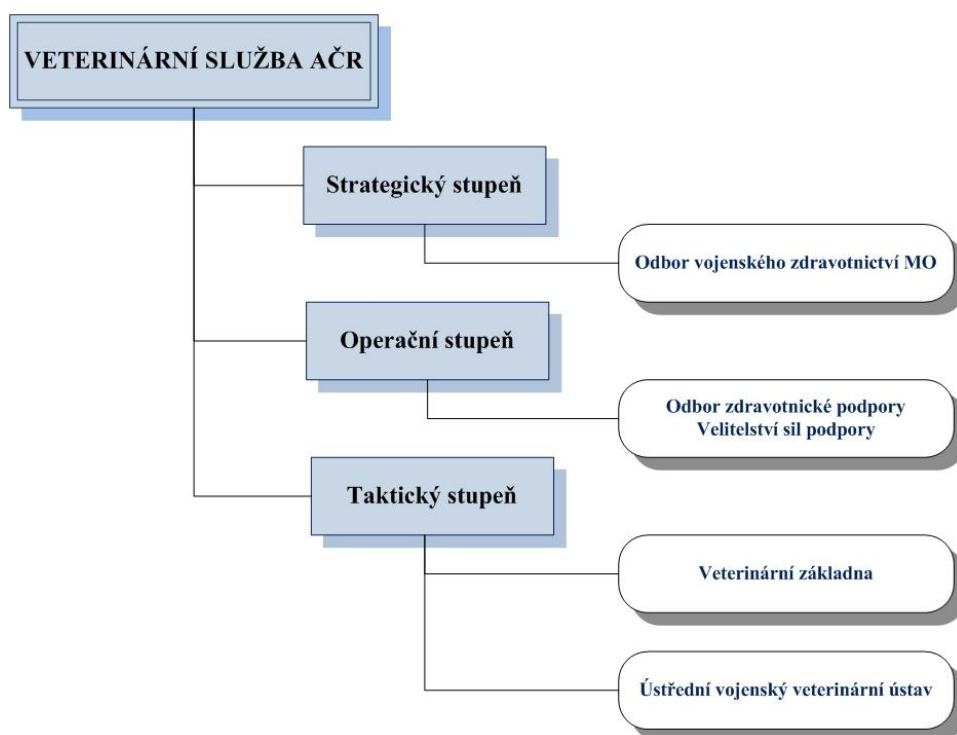 VETERINÁRNÍ SLUŽBA AČR
Strategický stupeň
Odbor vojenského zdravotnictví MO
Operační stupeň
Odbor zdravotnické podpory
Velitelství sil podpory
Taktický stupeň
Veterinární základna
Ústřední vojenský veterinární ústav